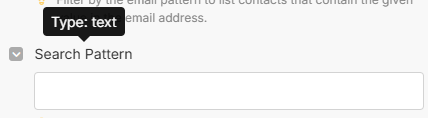 Filter by the email pattern to list contacts that contain the given
Type: text
email address.
Search Pattern